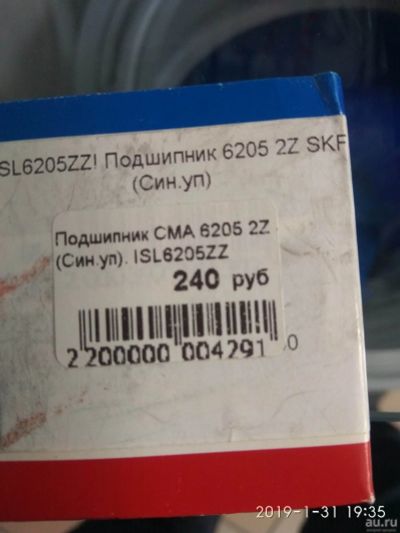 SL6205ZZ! Подшипник 6205 2Z SKF
(Син.уп)
Подшипник СМА 6205 2Z
(Син.уп). ISL6205ZZ
240 руб
2 200000 004291
2019-1-31 19:35
au.ru